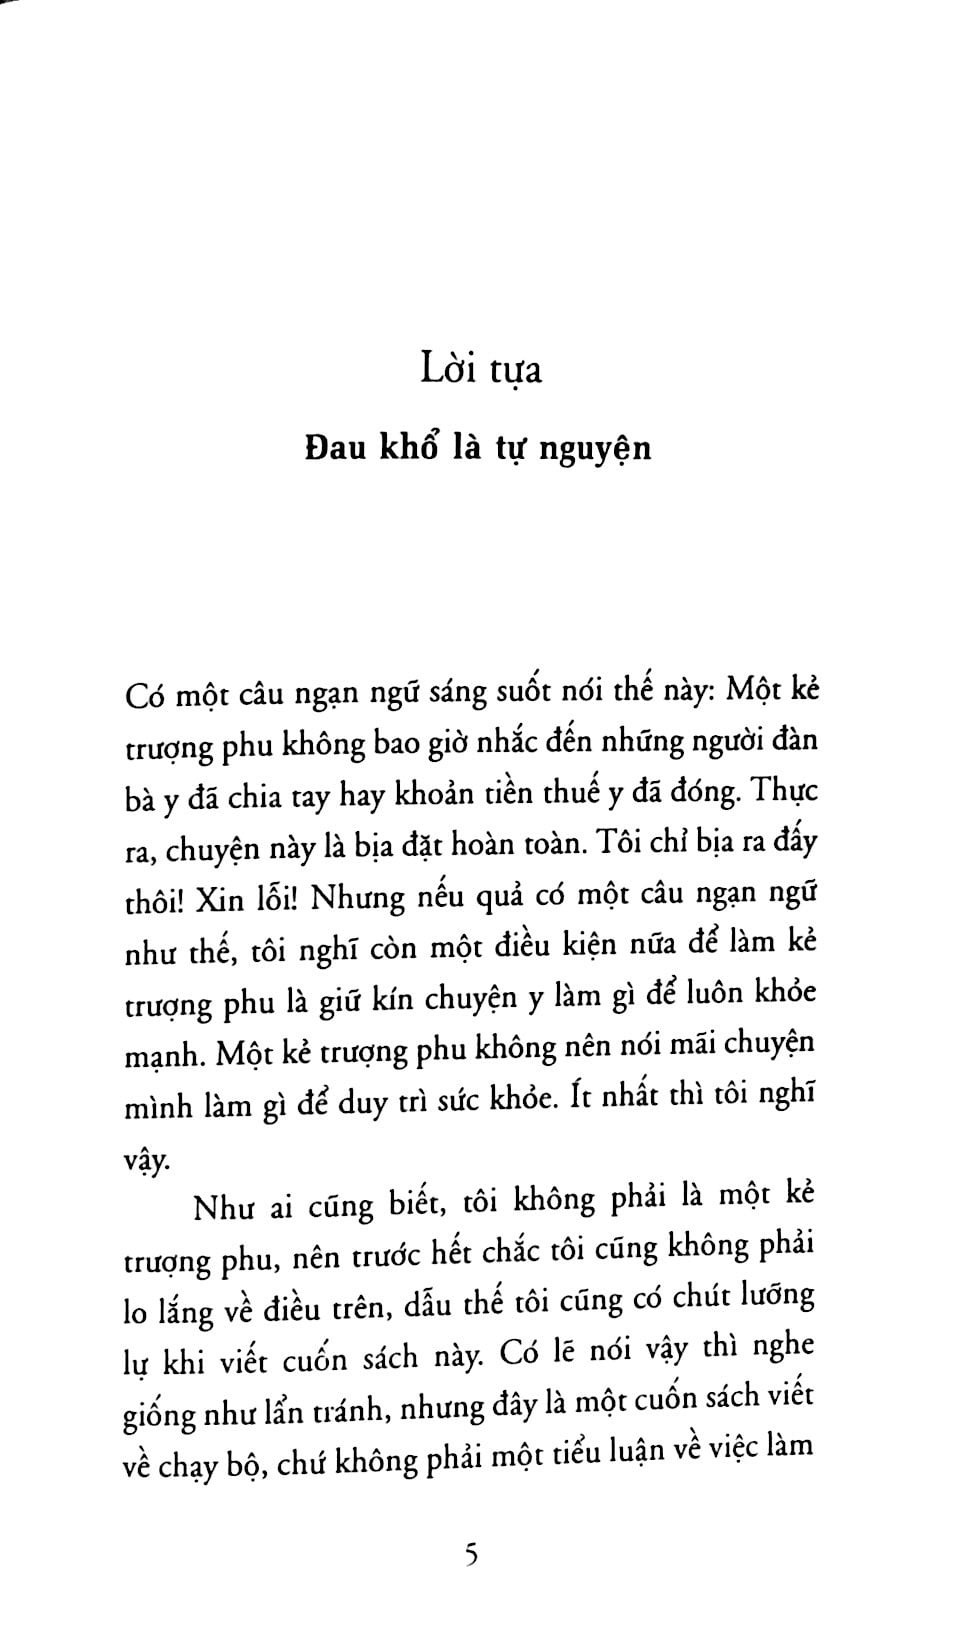 Lời tựa
Đau khổ là tự nguyện
Có một câu ngạn ngữ sáng suốt nói thế này: Một kẻ
trượng phu không bao giờ nhắc đến những người đàn
bà y đã chia tay hay khoản tiền thuế y đã đóng. Thực
ra, chuyện này là bịa đặt hoàn toàn. Tôi chỉ bịa ra đấy
thôi! Xin lỗi! Nhưng nếu quả có một câu ngạn ngữ
như thế, tôi nghĩ còn một điều kiện nữa để làm kẻ
trượng phu là giữ kín chuyện y làm gì để luôn khỏe
mạnh. Một kẻ trượng phu không nên nói mãi chuyện
mình làm gì để duy trì sức khỏe. Ít nhất thì tôi nghĩ
vậy.
Như ai cũng biết, tôi không phải là một kẻ
trượng phu, nên trước hết chắc tôi cũng không phải
lo lắng về điều trên, dẫu thế tôi cũng có chút lưỡng
lự khi viết cuốn sách này. Có lẽ nói vậy thì nghe
giống như lẩn tránh, nhưng đây là một cuốn sách viết
về chạy bộ, chứ không phải một tiểu luận về việc làm
5